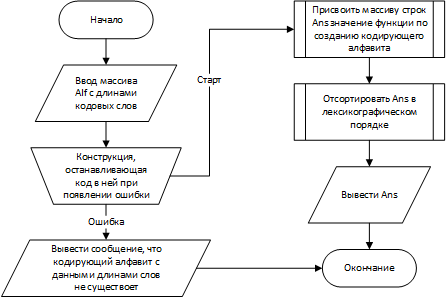 Начало
Ввод массива
Alf с длинами
кодовых слов
Конструкция,
останавливающая
код в ней при
появлении ошибки
Ошибка
Вывести сообщение, что
кодирующий алфавит с
данными длинами слов
не существоет
Старт
Присвоить массиву строк
Ans значение функции по
созданию кодирующего
алфавита
Отсортировать Ans в
лексикографическом
порядке
Вывести Ans
Окончание